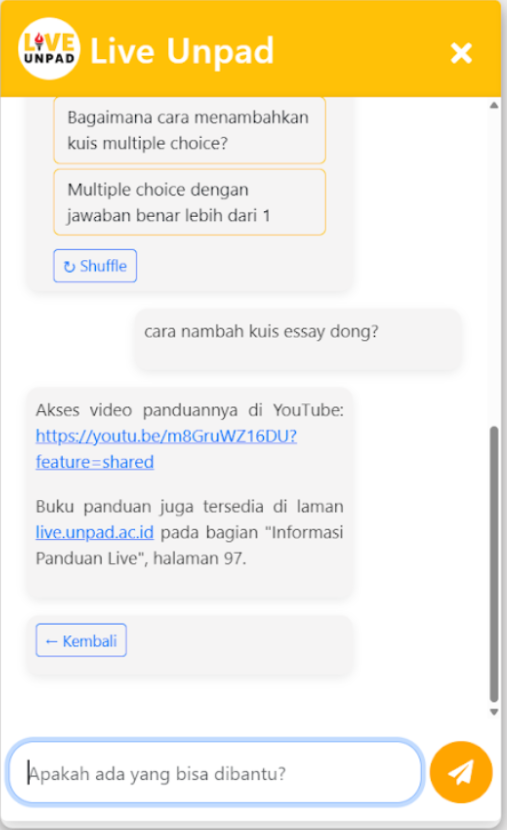 LIVE
UNPAD
Live Unpad
×
Bagaimana cara menambahkan
kuis multiple choice?
Multiple choice dengan
jawaban benar lebih dari 1
↻ Shuffle
cara nambah kuis essay dong?
Akses video panduannya di YouTube:
https://youtu.be/m8GruWZ16DU?
feature=shared
Buku panduan juga tersedia di laman
live.unpad.ac.id pada bagian "Informasi
Panduan Live", halaman 97.
← Kembali
Apakah ada yang bisa dibantu?